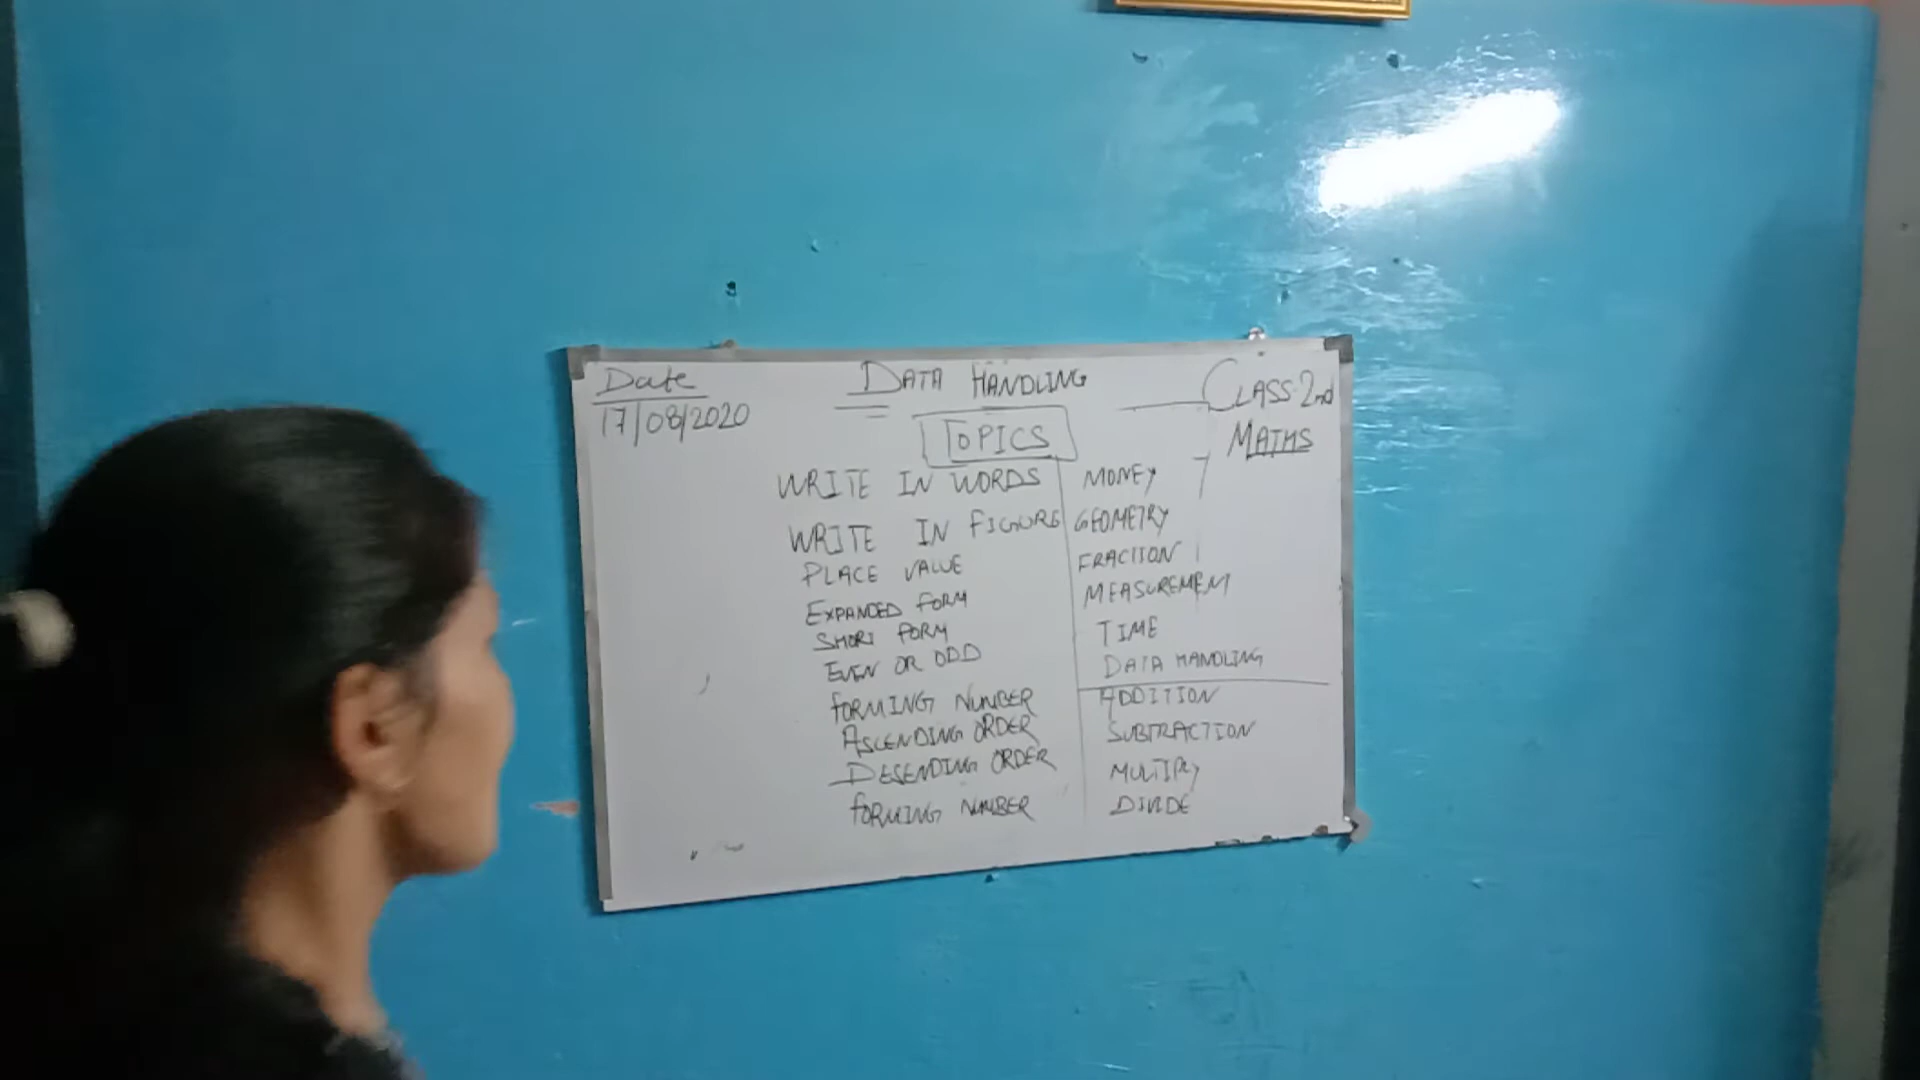 Date
17/08/2020
DATA HANDLING
CLASS-2nd
MATHS
TOPICS
WRITE IN WORDS
WRITE IN FIGURE
PLACE VALUE
EXPANDED FORM
SHORT FORM
EVEN OR ODD
FORMING NUMBER
ASCENDING ORDER
DESENDING ORDER
FORMING NUMBER
MONEY
GEOMETRY
FRACTION
MEASUREMENT
TIME
DATA HANDLING
ADDITION
SUBTRACTION
MULTIPLY
DIVIDE